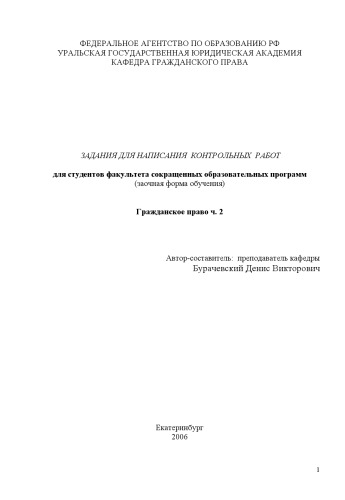 ФЕДЕРАЛЬНОЕ АГЕНТСТВО ПО ОБРАЗОВАНИЮ РФ
УРАЛЬСКАЯ ГОСУДАРСТВЕННАЯ ЮРИДИЧЕСКАЯ АКАДЕМИЯ
КАФЕДРА ГРАЖДАНСКОГО ПРАВА
ЗАДАНИЯ ДЛЯ НАПИСАНИЯ КОНТРОЛЬНЫХ РАБОТ
для студентов факультета сокращенных образовательных программ
(заочная форма обучения)
Гражданское право ч. 2
Автор-составитель: преподаватель кафедры
Бурачевский Денис Викторович
Екатеринбург
2006
1